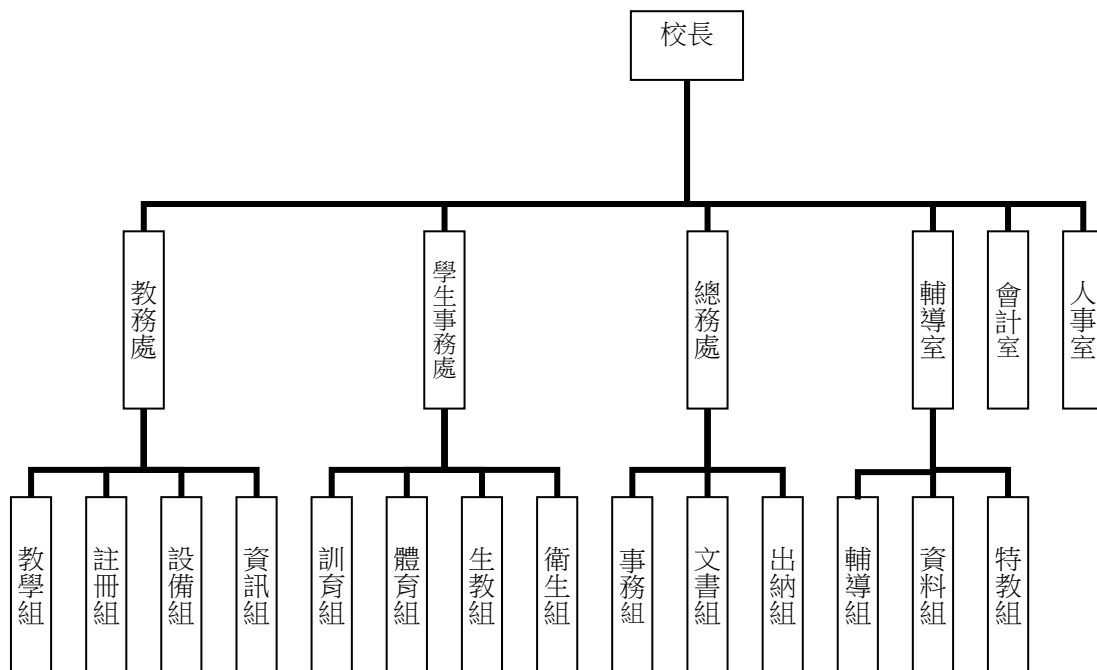 校長
教務處
學生事務處
總務處
輔導室
會計室
人事室
教學組
註冊組
設備組
資訊組
訓育組
體育組
生教組
衛生組
事務組
文書組
出納組
輔導組
資料組
特教組